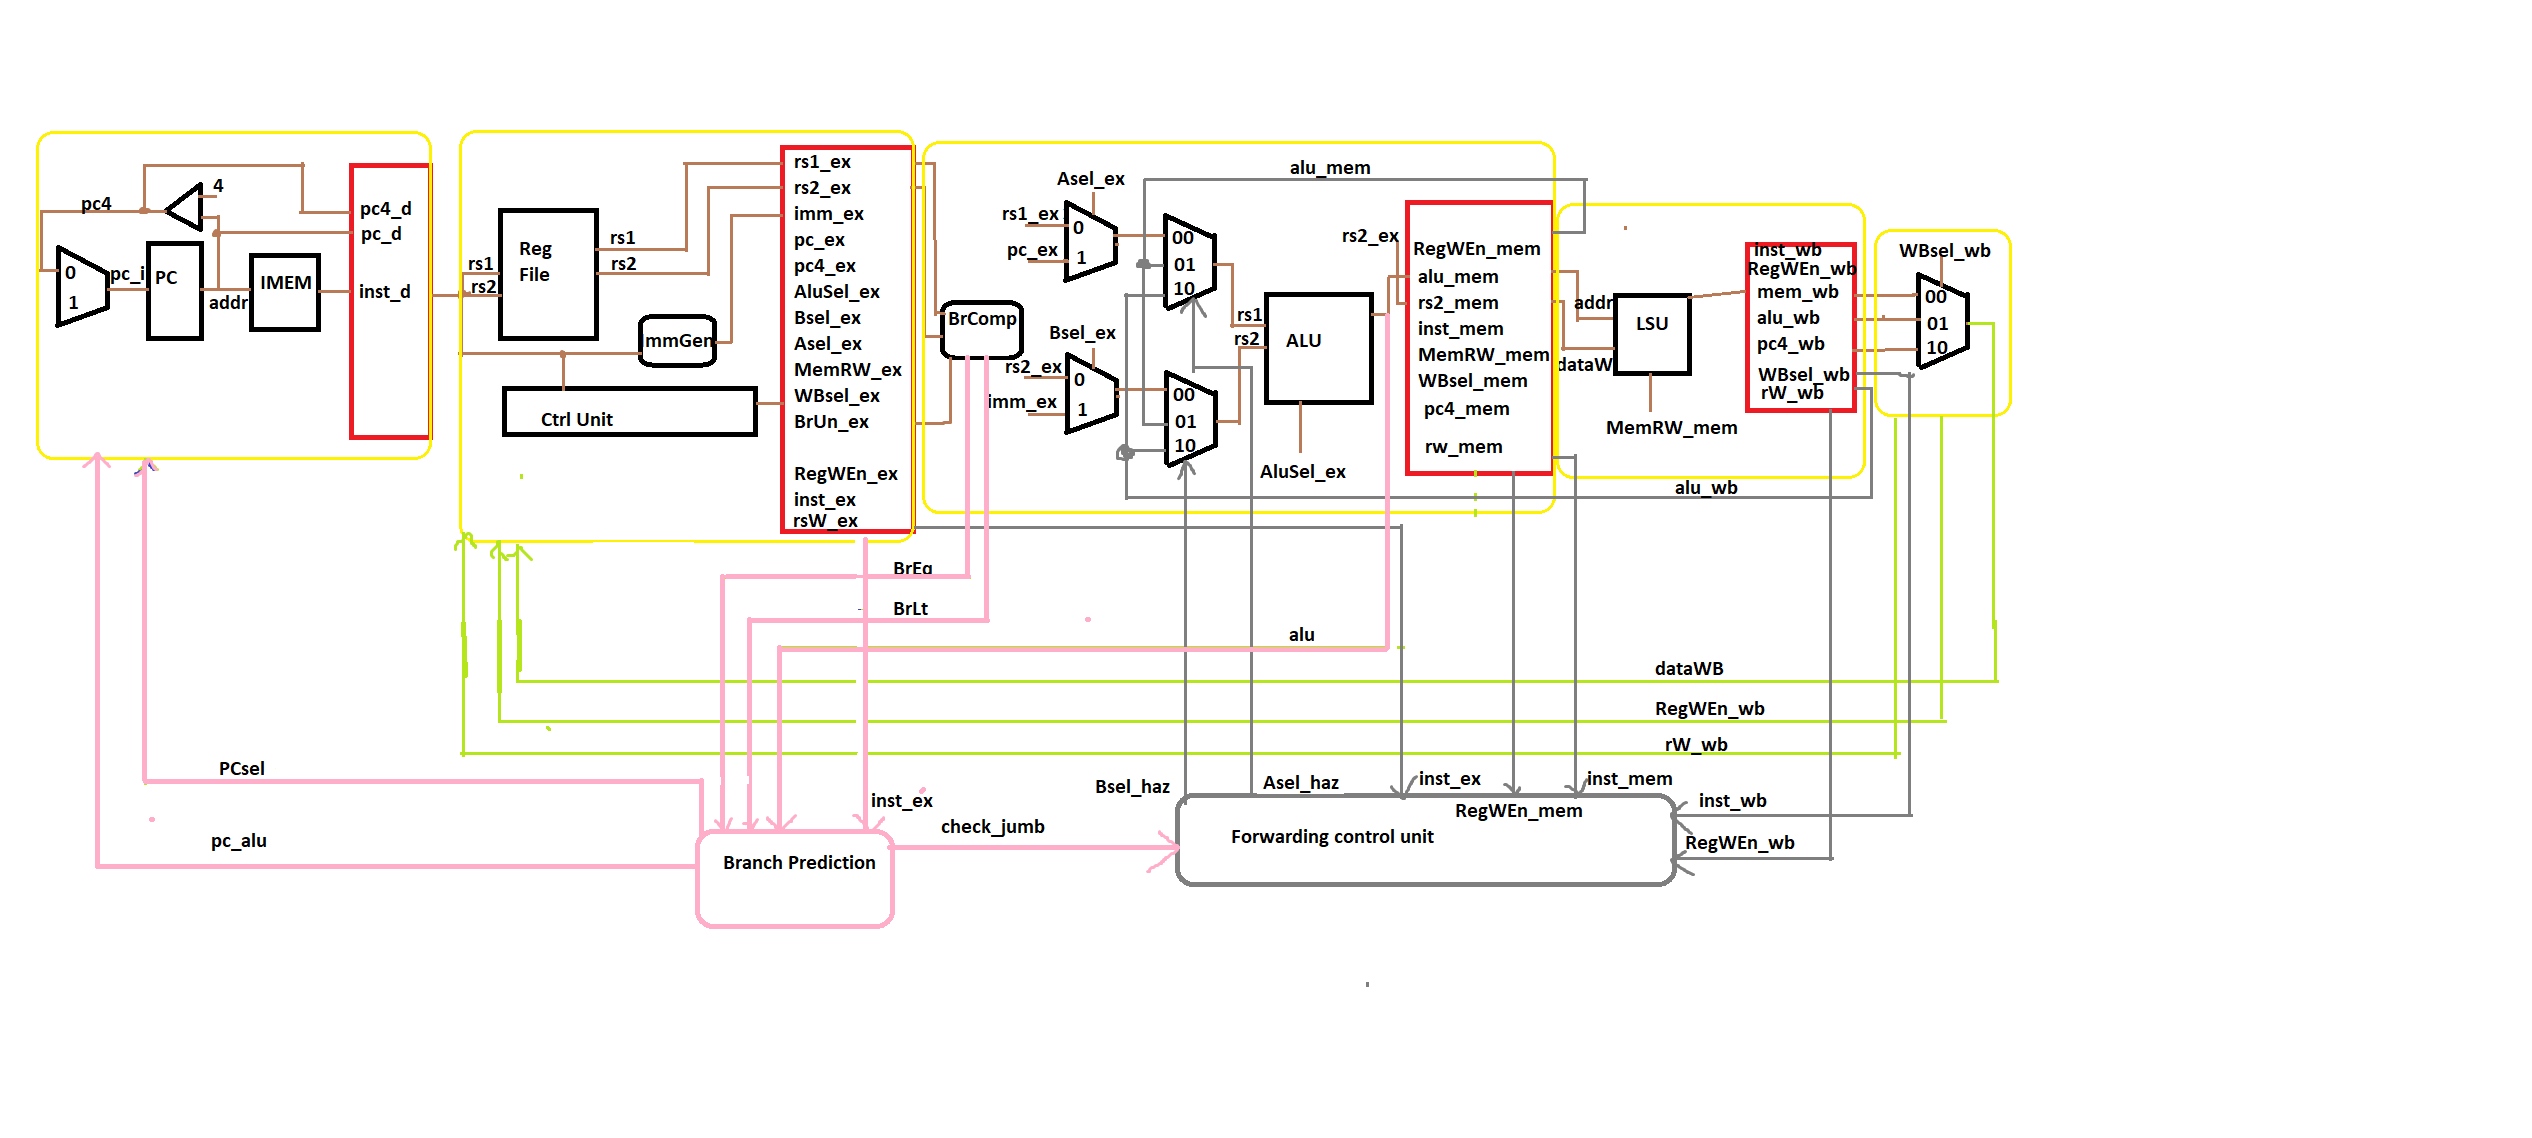 pc4
4
0
1
pc_i
PC
addr
IMEM
pc4_d
pc_d
inst_d
rs1
rs2
Reg
File
rs1
rs2
ImmGen
Ctrl Unit
rs1_ex
rs2_ex
imm_ex
pc_ex
pc4_ex
AluSel_ex
Bsel_ex
Asel_ex
MemRW_ex
WBsel_ex
BrUn_ex
RegWEn_ex
inst_ex
rsW_ex
BrComp
Asel_ex
rs1_ex
0
pc_ex
1
Bsel_ex
rs2_ex
0
imm_ex
1
00
01
10
00
01
10
alu_mem
rs1
rs2
ALU
AluSel_ex
rs2_ex
RegWEn_mem
alu_mem
rs2_mem
inst_mem
MemRW_mem
WBsel_mem
pc4_mem
rw_mem
addr
dataW
LSU
MemRW_mem
inst_wb
RegWEn_wb
mem_wb
alu_wb
pc4_wb
WBsel_wb
rW_wb
WBsel_wb
00
01
10
alu_wb
BrEq
BrLt
alu
dataWB
RegWEn_wb
rW_wb
PCsel
pc_alu
inst_ex
Branch Prediction
check_jumb
Bsel_haz
Asel_haz
inst_ex
inst_mem
RegWEn_mem
Forwarding control unit
inst_wb
RegWEn_wb